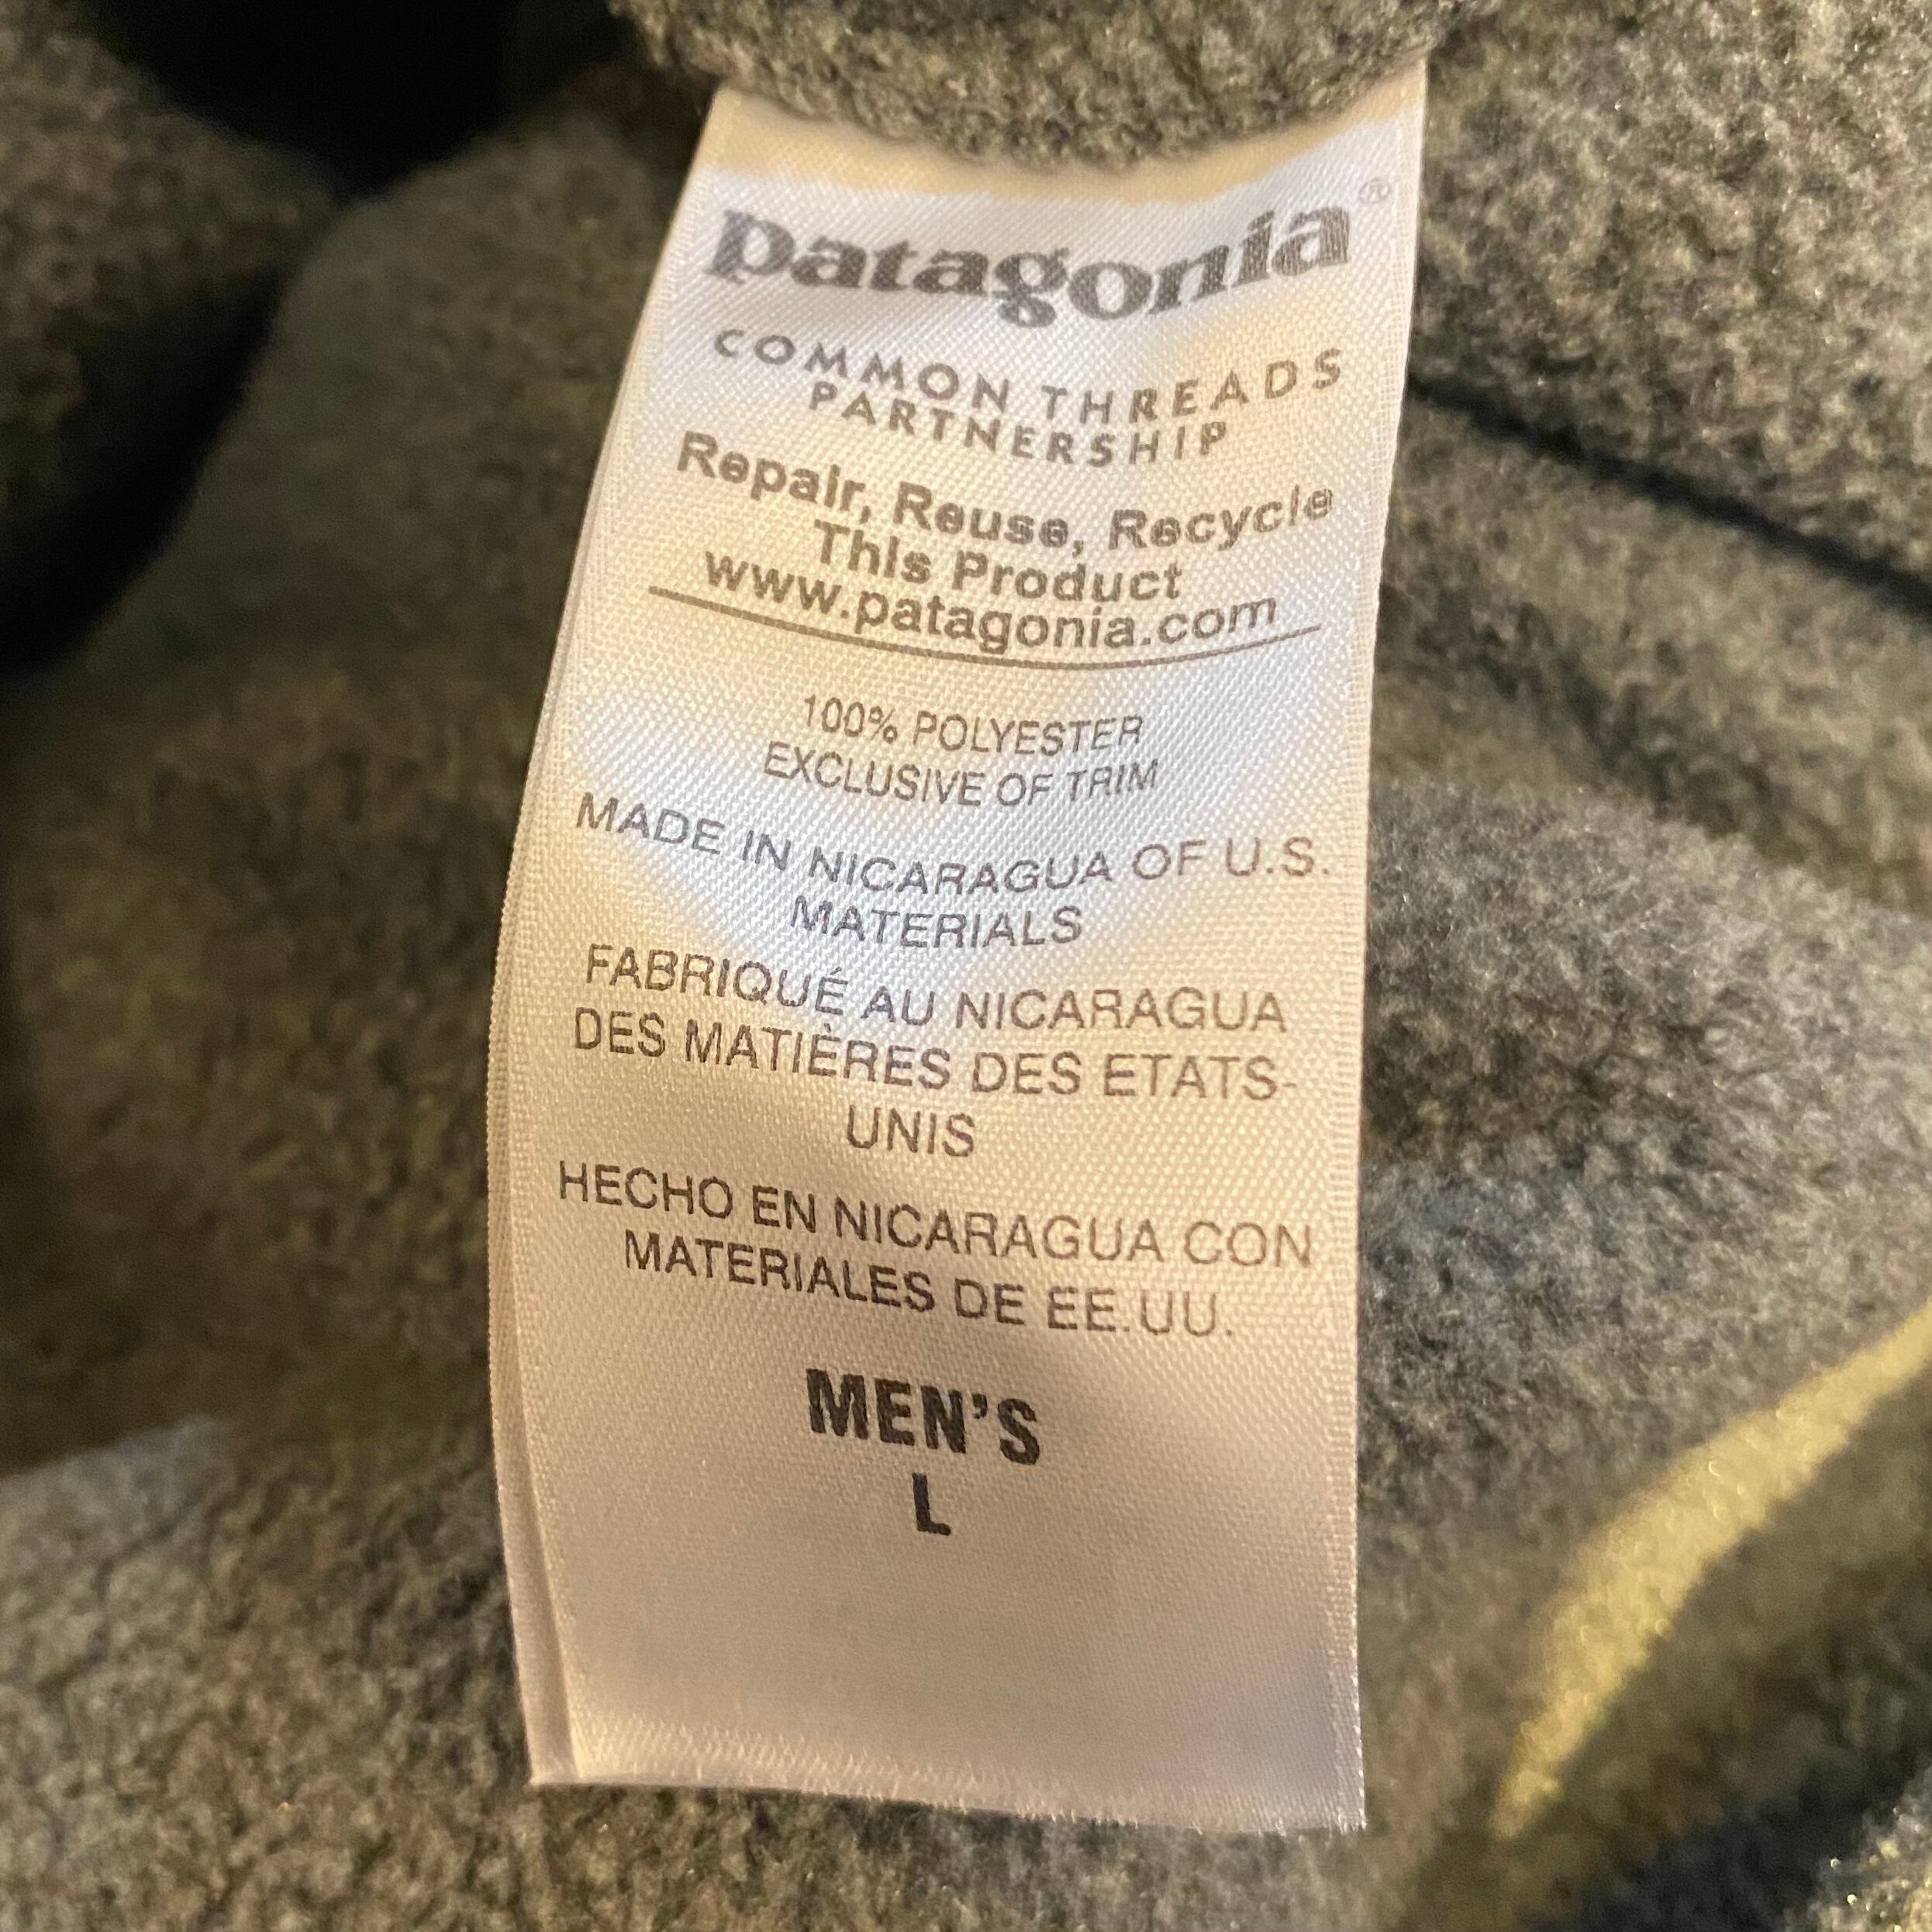 patagonia®
COMMON THREADS
PARTNERSHIP
Repair, Reuse, Recycle
This Product
www.patagonia.com
100% POLYESTER
EXCLUSIVE OF TRIM
MADE IN NICARAGUA OF U.S.
MATERIALS
FABRIQUÉ AU NICARAGUA
DES MATIÈRES DES ETATS-
UNIS
HECHO EN NICARAGUA CON
MATERIALES DE EE.UU.
MEN'S
L